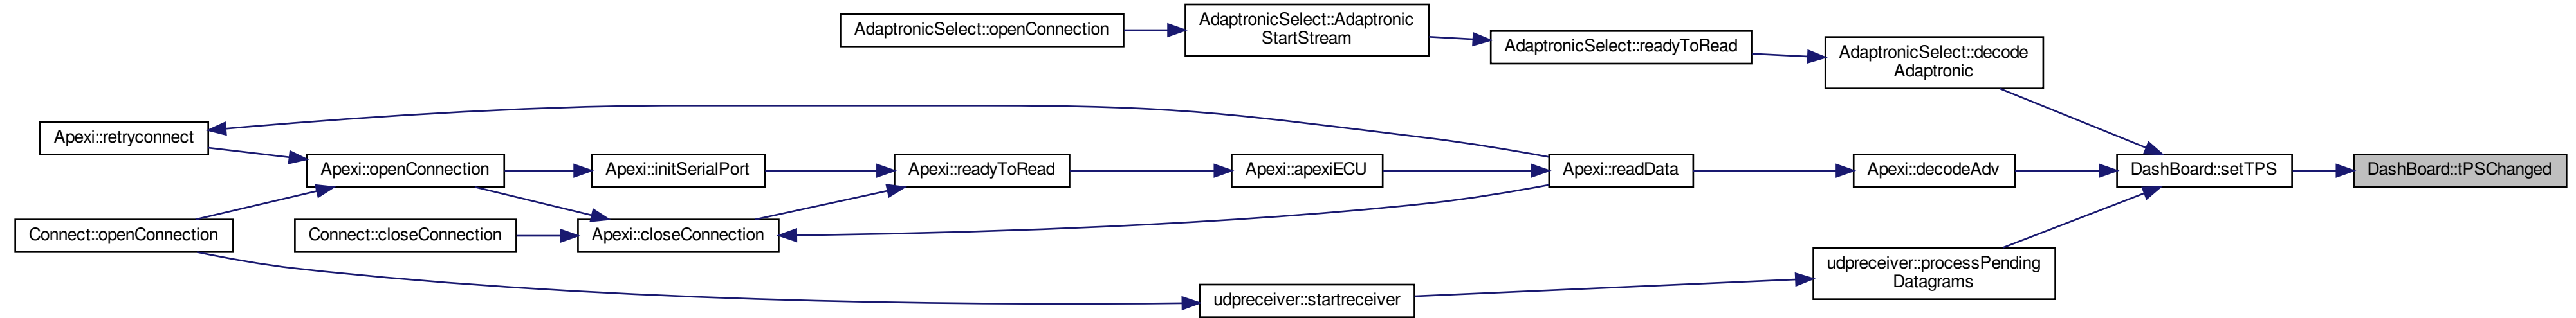 AdaptronicSelect::openConnection
AdaptronicSelect::Adaptronic
StartStream
AdaptronicSelect::readyToRead
AdaptronicSelect::decode
Adaptronic
Apexi::retryconnect
Apexi::openConnection
Apexi::initSerialPort
Apexi::readyToRead
Apexi::apexiECU
Apexi::readData
Apexi::decodeAdv
DashBoard::setTPS
DashBoard::tPSChanged
Connect::openConnection
Connect::closeConnection
Apexi::closeConnection
udpreceiver::processPending
Datagrams
udpreceiver::startreceiver